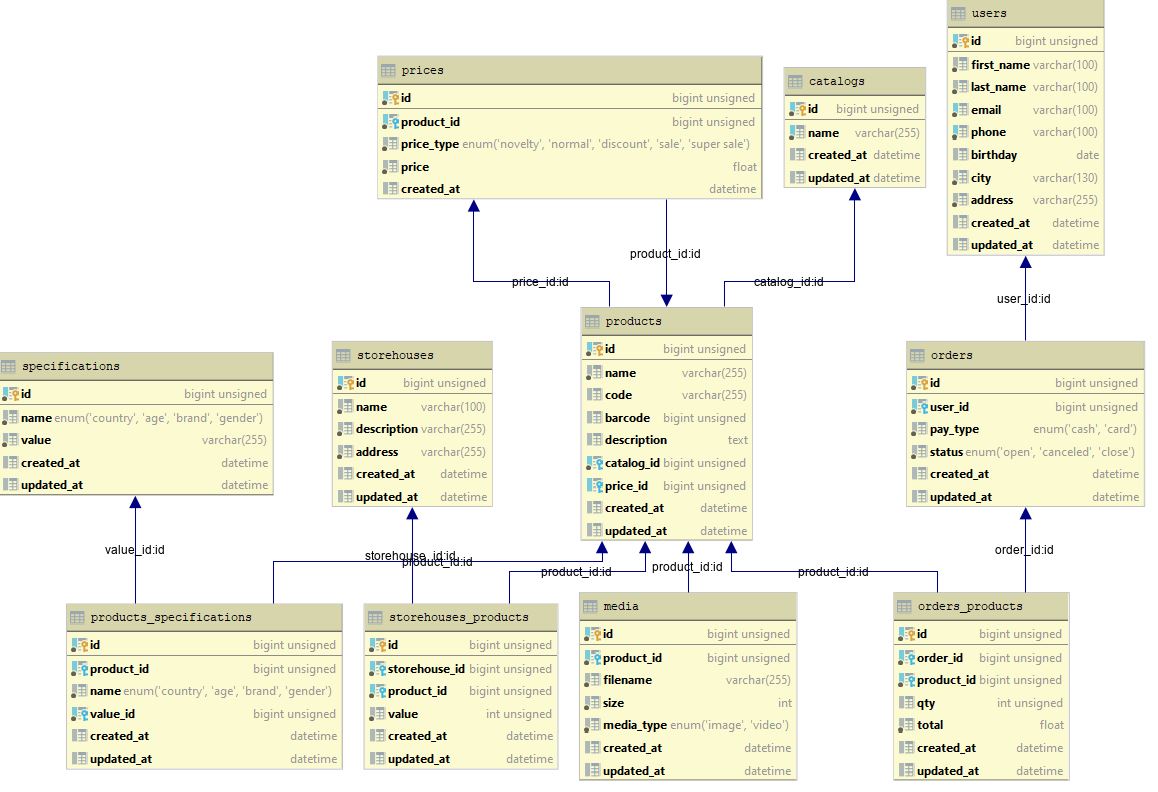 users
id bigint unsigned
first_name varchar(100)
last_name varchar(100)
email varchar(100)
phone varchar(100)
birthday date
city varchar(130)
address varchar(255)
created_at datetime
updated_at datetime
prices
id bigint unsigned
product_id bigint unsigned
price_type enum('novelty', 'normal', 'discount', 'sale', 'super sale')
price float
created_at datetime
catalogs
id bigint unsigned
name varchar(255)
created_at datetime
updated_at datetime
product_id:id
price_id:id
catalog_id:id
user_id:id
products
id bigint unsigned
name varchar(255)
code varchar(255)
barcode bigint unsigned
description text
catalog_id bigint unsigned
price_id bigint unsigned
created_at datetime
updated_at datetime
specifications
id bigint unsigned
name enum('country', 'age', 'brand', 'gender')
value varchar(255)
created_at datetime
updated_at datetime
storehouses
id bigint unsigned
name varchar(100)
description varchar(255)
address varchar(255)
created_at datetime
updated_at datetime
orders
id bigint unsigned
user_id bigint unsigned
pay_type enum('cash', 'card')
status enum('open', 'canceled', 'close')
created_at datetime
updated_at datetime
value_id:id
storehouse_id:id
product_id:id
product_id:id
product_id:id
product_id:id
order_id:id
products_specifications
id bigint unsigned
product_id bigint unsigned
name enum('country', 'age', 'brand', 'gender')
value_id bigint unsigned
created_at datetime
updated_at datetime
storehouses_products
id bigint unsigned
storehouse_id bigint unsigned
product_id bigint unsigned
value int unsigned
created_at datetime
updated_at datetime
media
id bigint unsigned
product_id bigint unsigned
filename varchar(255)
size int
media_type enum('image', 'video')
created_at datetime
updated_at datetime
orders_products
id bigint unsigned
order_id bigint unsigned
product_id bigint unsigned
qty int unsigned
total float
created_at datetime
updated_at datetime